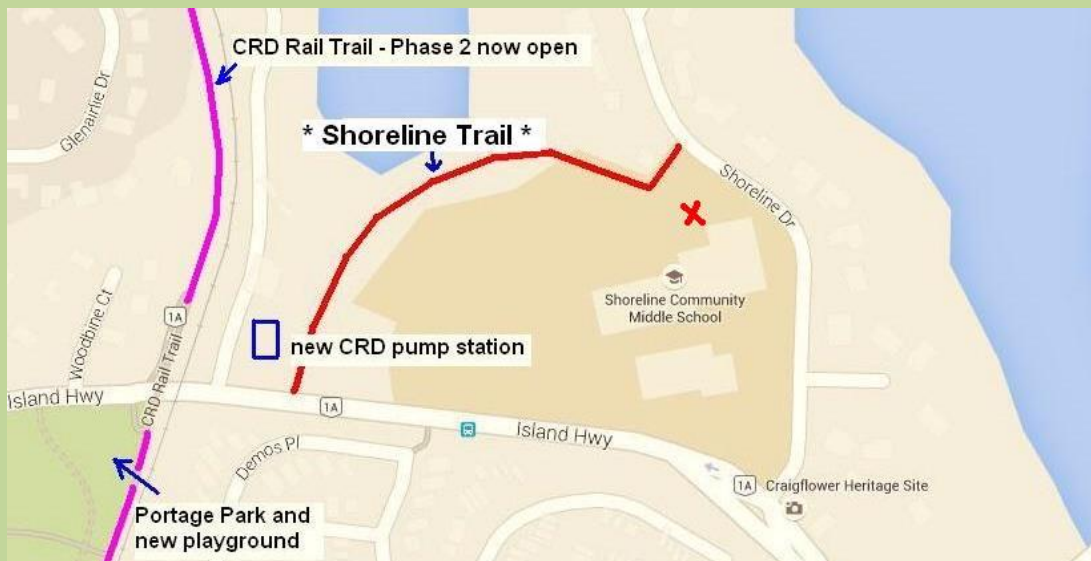 CRD Rail Trail - Phase 2 now open
Glenairlie Dr
* Shoreline Trail *
Shoreline Dr
Shoreline Community
Middle School
1A
Woodbine Ct
CRD Rail Trail
new CRD pump station
Island Hwy
1A
Island Hwy
Demos Pl
1A
Craigflower Heritage Site
Portage Park and
new playground